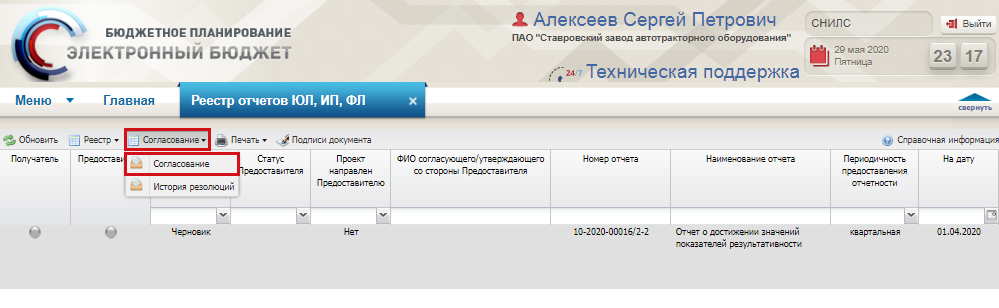 БЮДЖЕТНОЕ ПЛАНИРОВАНИЕ
ЭЛЕКТРОННЫЙ БЮДЖЕТ
Алексеев Сергей Петрович
ПАО "Ставровский завод автотракторного оборудования"
24/7 Техническая поддержка
СНИЛС
Выйти
29 мая 2020
Пятница
23 17
Меню Главная Реестр отчетов ЮЛ, ИП, ФЛ ×
свернуть
Обновить Реестр Согласование Печать Подписи документа Справочная информация
Согласование
История резолюций
Получатель
Предостави
Статус
Предоставителя
Проект
направлен
Предоставителю
ФИО согласующего/утверждающего
со стороны Предоставителя
Номер отчета
Наименование отчета
Периодичность
предоставления
отчетности
На дату
Черновик Нет 10-2020-00016/2-2 Отчет о достижении значений
показателей результативности
квартальная 01.04.2020